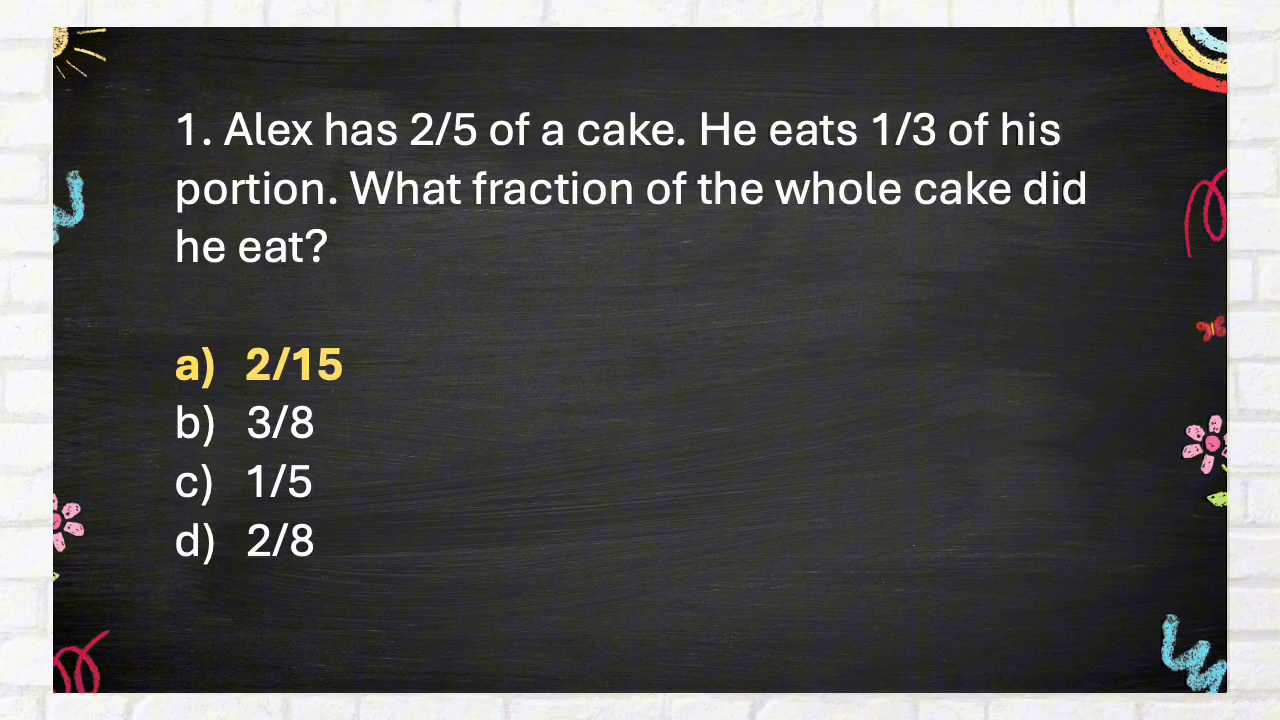 1. Alex has 2/5 of a cake. He eats 1/3 of his
portion. What fraction of the whole cake did
he eat?
a) 2/15
b) 3/8
c) 1/5
d) 2/8